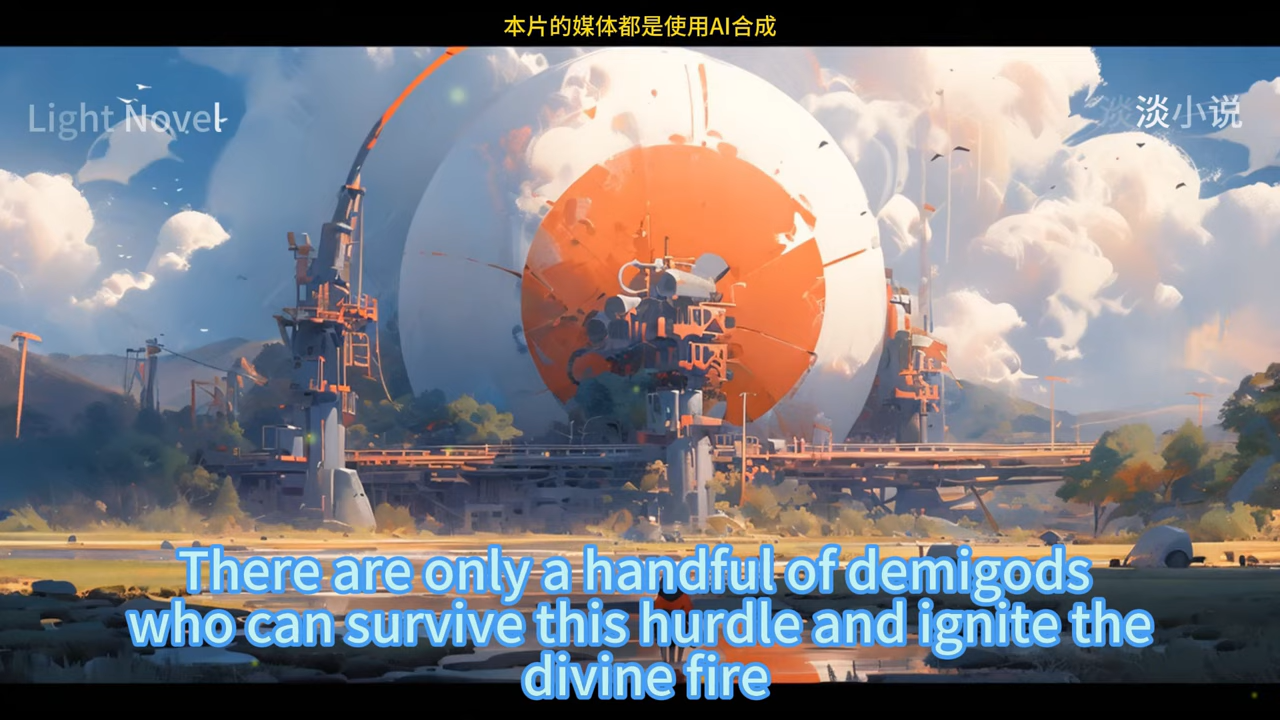 本片的媒体都是使用AI合成
Light Novel
淡淡小说
There are only a handful of demigods
who can survive this hurdle and ignite the
divine fire